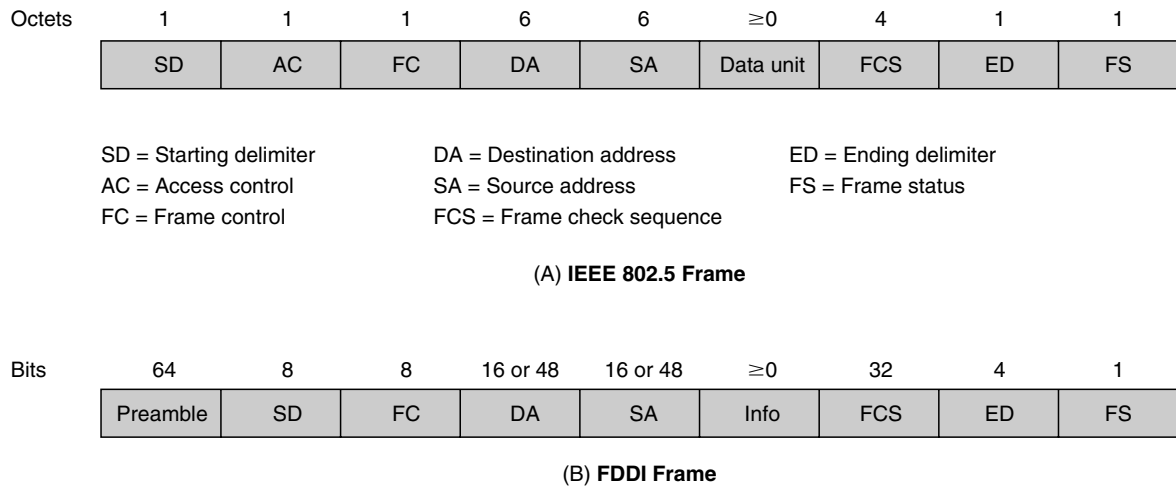 Octets 1 1 1 6 6 ≥0 4 1 1
SD AC FC DA SA Data unit FCS ED FS
SD = Starting delimiter DA = Destination address ED = Ending delimiter
AC = Access control SA = Source address FS = Frame status
FC = Frame control FCS = Frame check sequence
(A) IEEE 802.5 Frame
Bits 64 8 8 16 or 48 16 or 48 ≥0 32 4 1
Preamble SD FC DA SA Info FCS ED FS
(B) FDDI Frame